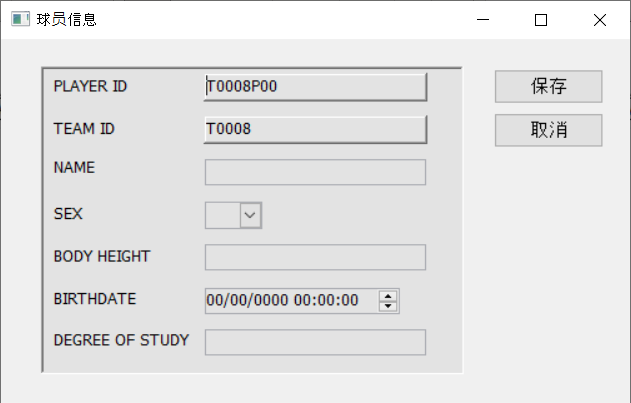 球员信息
PLAYER ID T0008P00 保存
TEAM ID T0008 取消
NAME
SEX
BODY HEIGHT
BIRTHDATE 00/00/0000 00:00:00
DEGREE OF STUDY